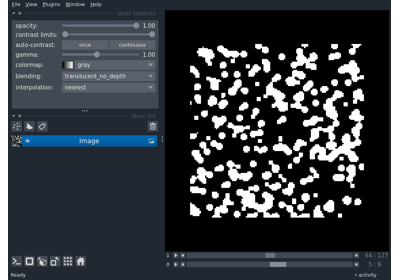 File View Plugins Window Help
layer controls
opacity: 1.00
contrast limits:
auto-contrast: once continuous
gamma: 1.00
colormap: gray
blending: translucent_no_depth
interpolation: nearest
layer list
Image
1 64 127
0 5 9
Ready activity